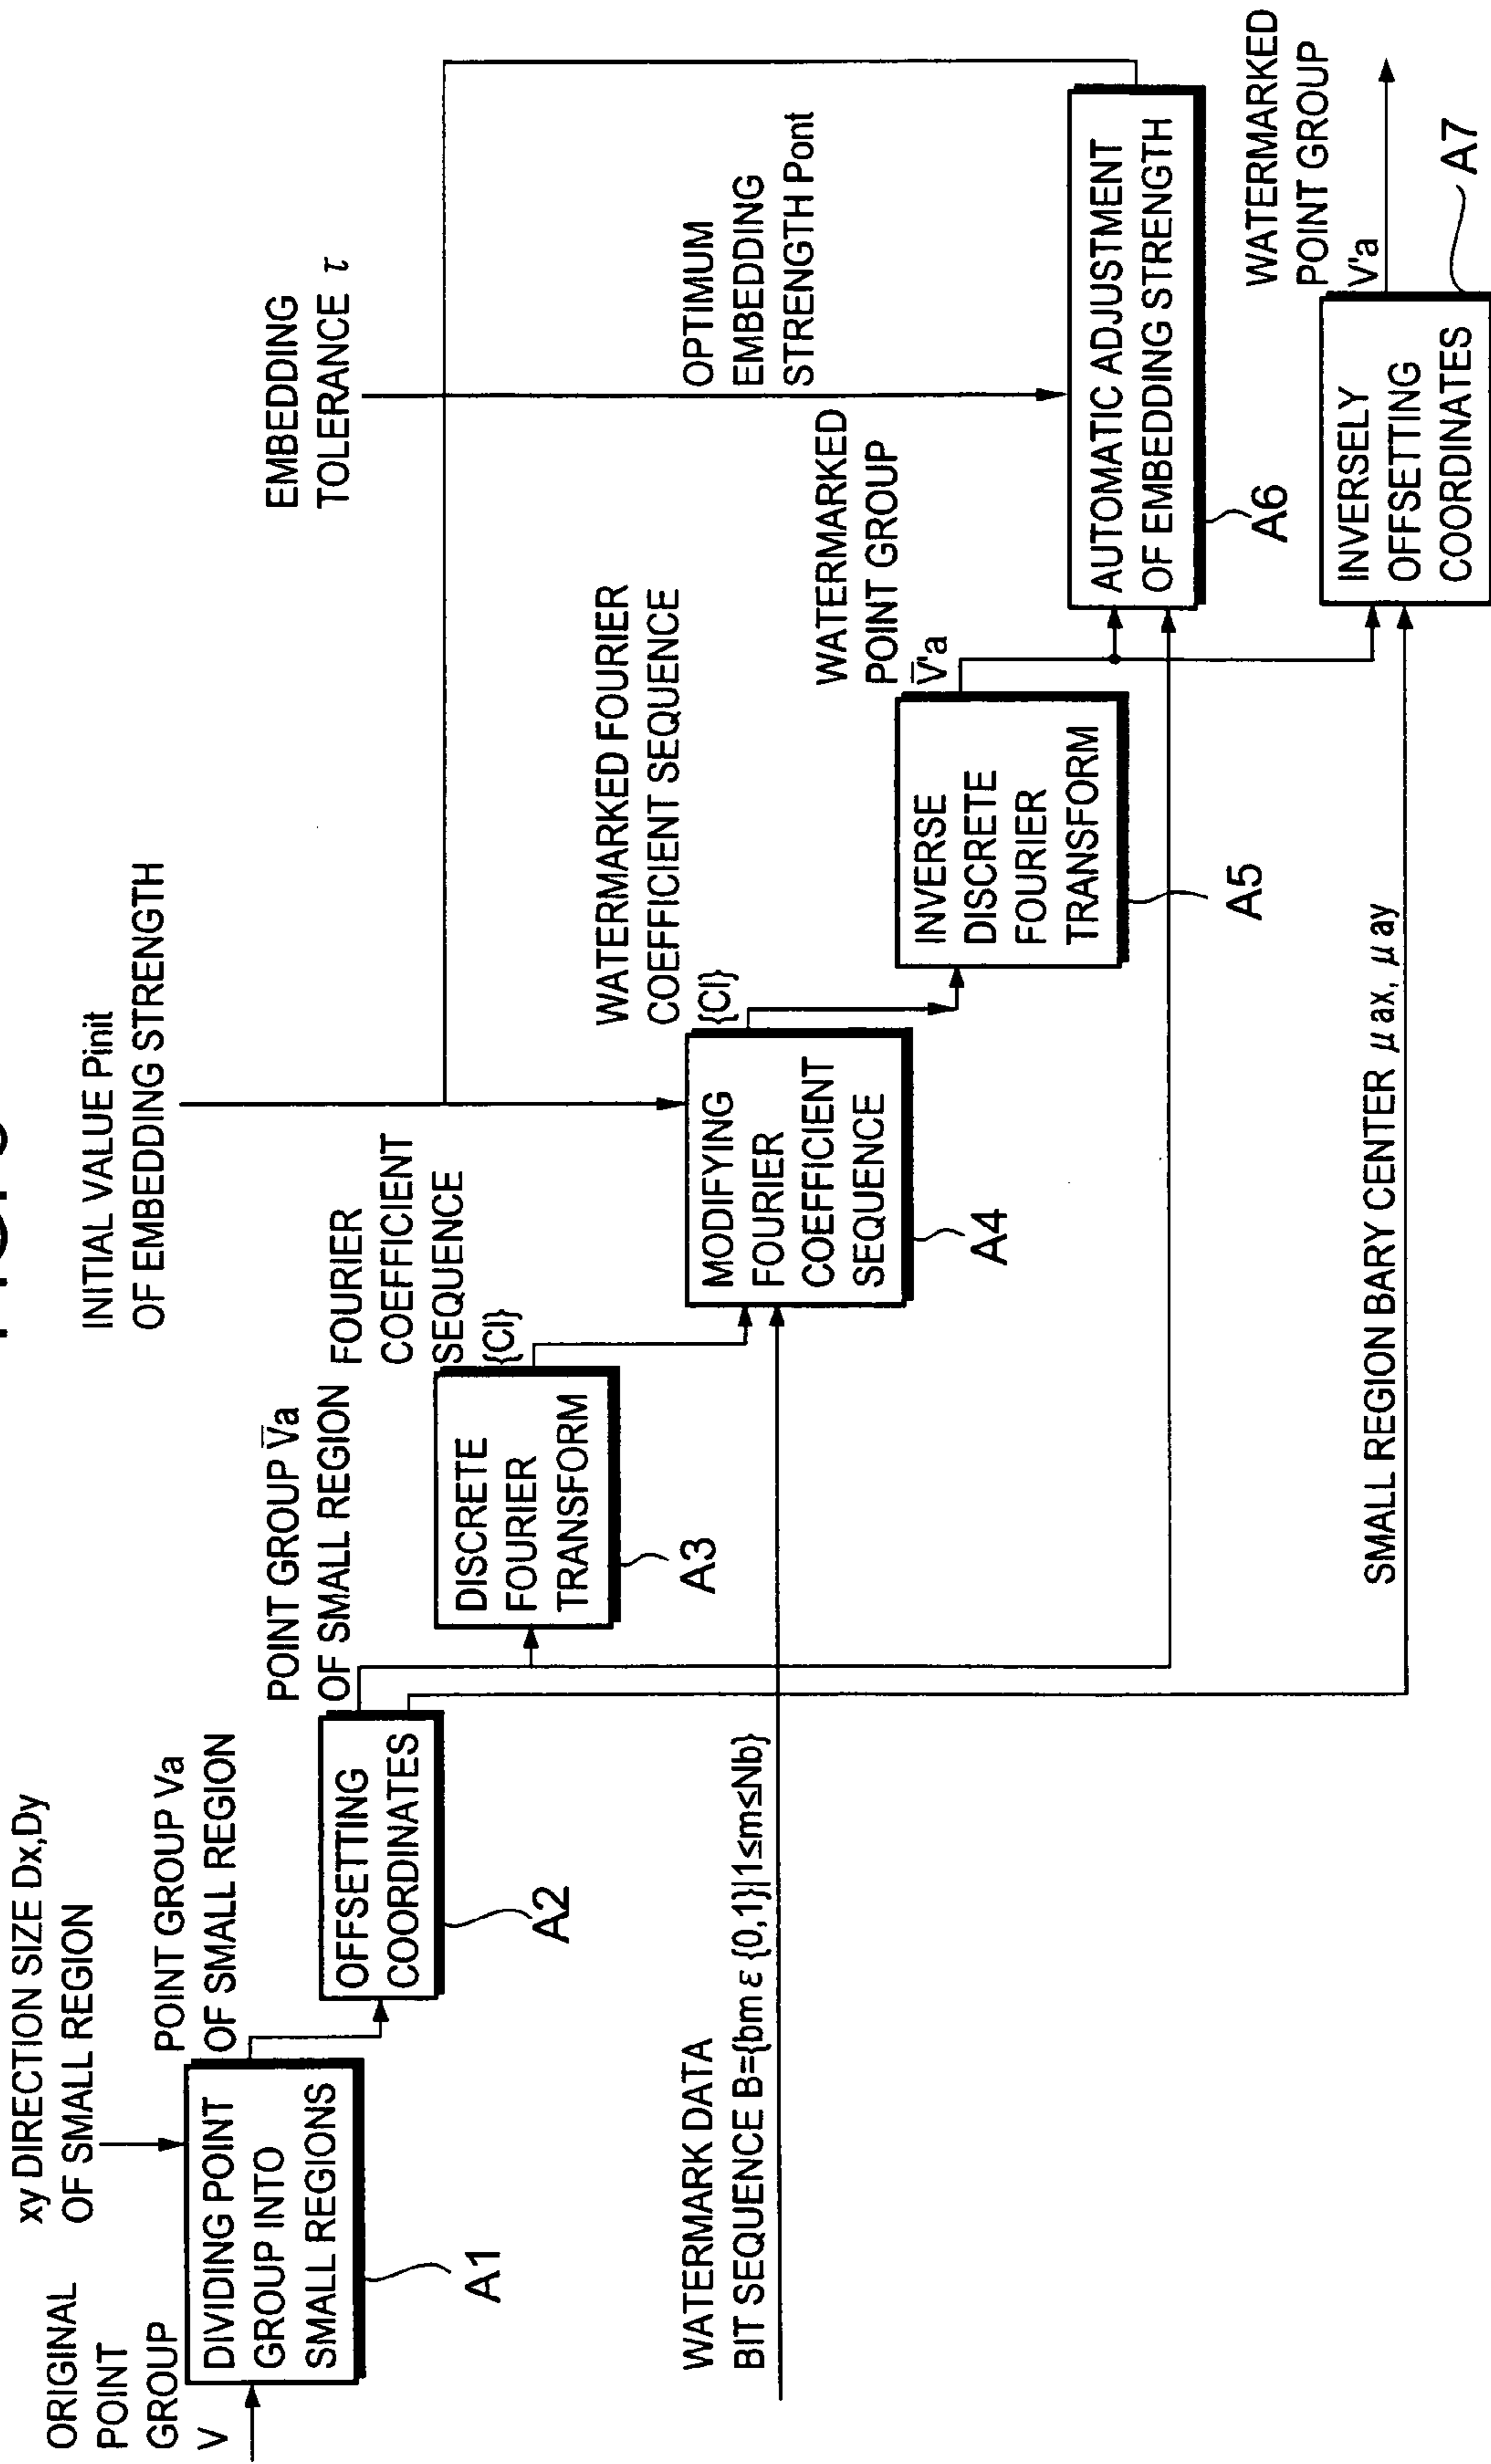 xy DIRECTION SIZE Dx,Dy
OF SMALL REGION
ORIGINAL
POINT
GROUP
V
DIVIDING POINT
GROUP INTO
SMALL REGIONS
A1
POINT GROUP Va
OF SMALL REGION
OFFSETTING
COORDINATES
A2
POINT GROUP V̅a
OF SMALL REGION
DISCRETE
FOURIER
TRANSFORM
A3
FOURIER
COEFFICIENT
SEQUENCE
{Cl}
INITIAL VALUE Pinit
OF EMBEDDING STRENGTH
WATERMARK DATA
BIT SEQUENCE B={bm ε {0,1}|1≤m≤Nb}
MODIFYING
FOURIER
COEFFICIENT
SEQUENCE
A4
WATERMARKED FOURIER
COEFFICIENT SEQUENCE
{Cl}
INVERSE
DISCRETE
FOURIER
TRANSFORM
A5
WATERMARKED
POINT GROUP
V̅'a
EMBEDDING
TOLERANCE τ
OPTIMUM
EMBEDDING
STRENGTH Pont
AUTOMATIC ADJUSTMENT
OF EMBEDDING STRENGTH
A6
SMALL REGION BARY CENTER μax, μay
INVERSELY
OFFSETTING
COORDINATES
A7
WATERMARKED
POINT GROUP
V'a